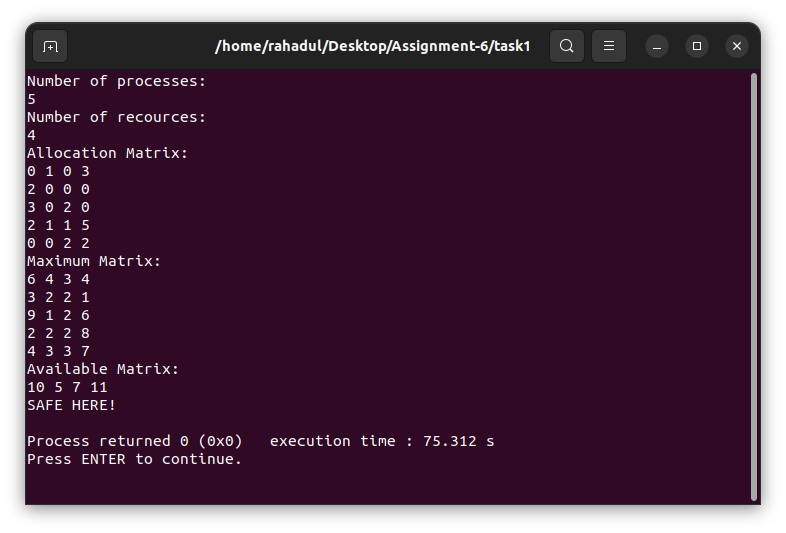 /home/rahadul/Desktop/Assignment-6/task1
Number of processes:
5
Number of recources:
4
Allocation Matrix:
0 1 0 3
2 0 0 0
3 0 2 0
2 1 1 5
0 0 2 2
Maximum Matrix:
6 4 3 4
3 2 2 1
9 1 2 6
2 2 2 8
4 3 3 7
Available Matrix:
10 5 7 11
SAFE HERE!
Process returned 0 (0x0)   execution time : 75.312 s
Press ENTER to continue.